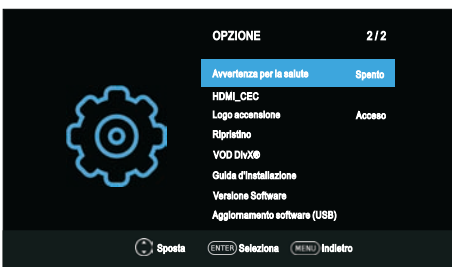 OPZIONE 2/2
Avvertenza per la salute Spento
HDMI_CEC
Logo accensione Acceso
Ripristino
VOD DivX®
Guida d'installazione
Versione Software
Aggiornamento software (USB)
Sposta ENTER Seleziona MENU Indietro